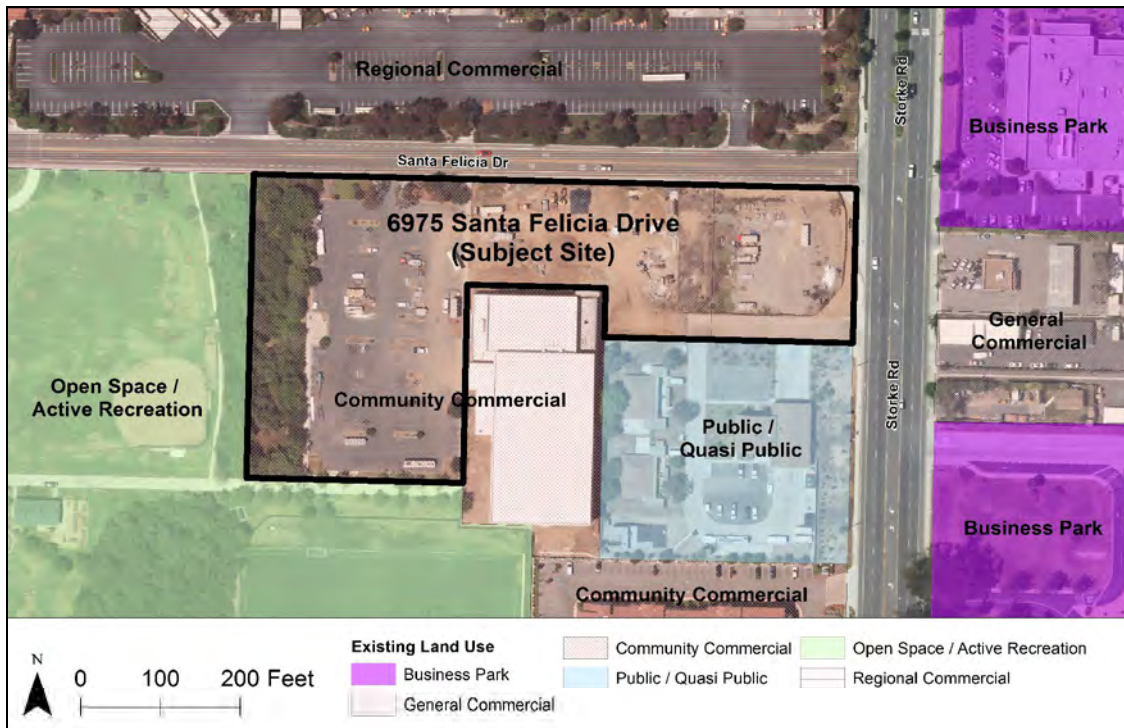 Regional Commercial
Storke Rd
Business Park
Santa Felicia Dr
6975 Santa Felicia Drive
(Subject Site)
General
Commercial
Open Space /
Active Recreation
Community Commercial
Public /
Quasi Public
Storke Rd
Business Park
Community Commercial
N
0 100 200 Feet
Existing Land Use
Business Park
General Commercial
Community Commercial
Public / Quasi Public
Open Space / Active Recreation
Regional Commercial